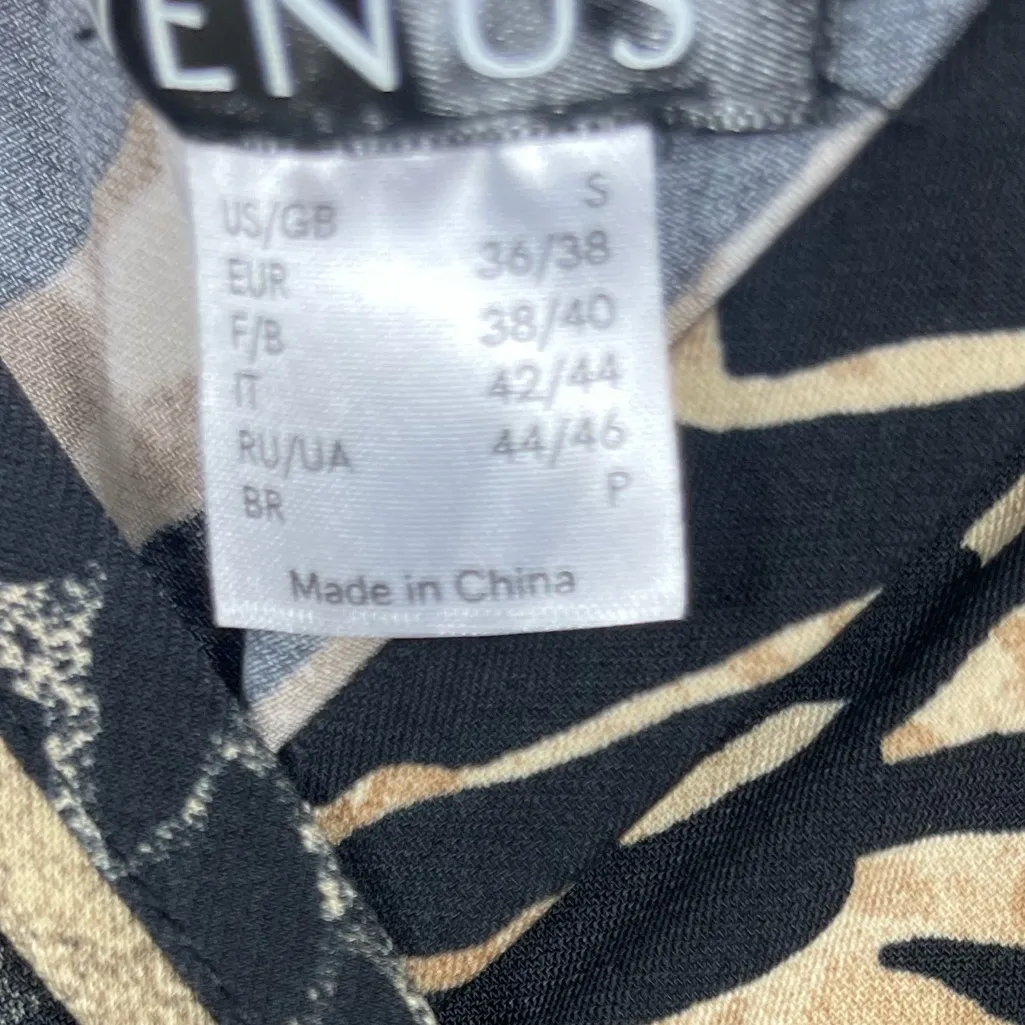 ENUS
US/GB S
EUR 36/38
F/B 38/40
IT 42/44
RU/UA 44/46
BR P
Made in China